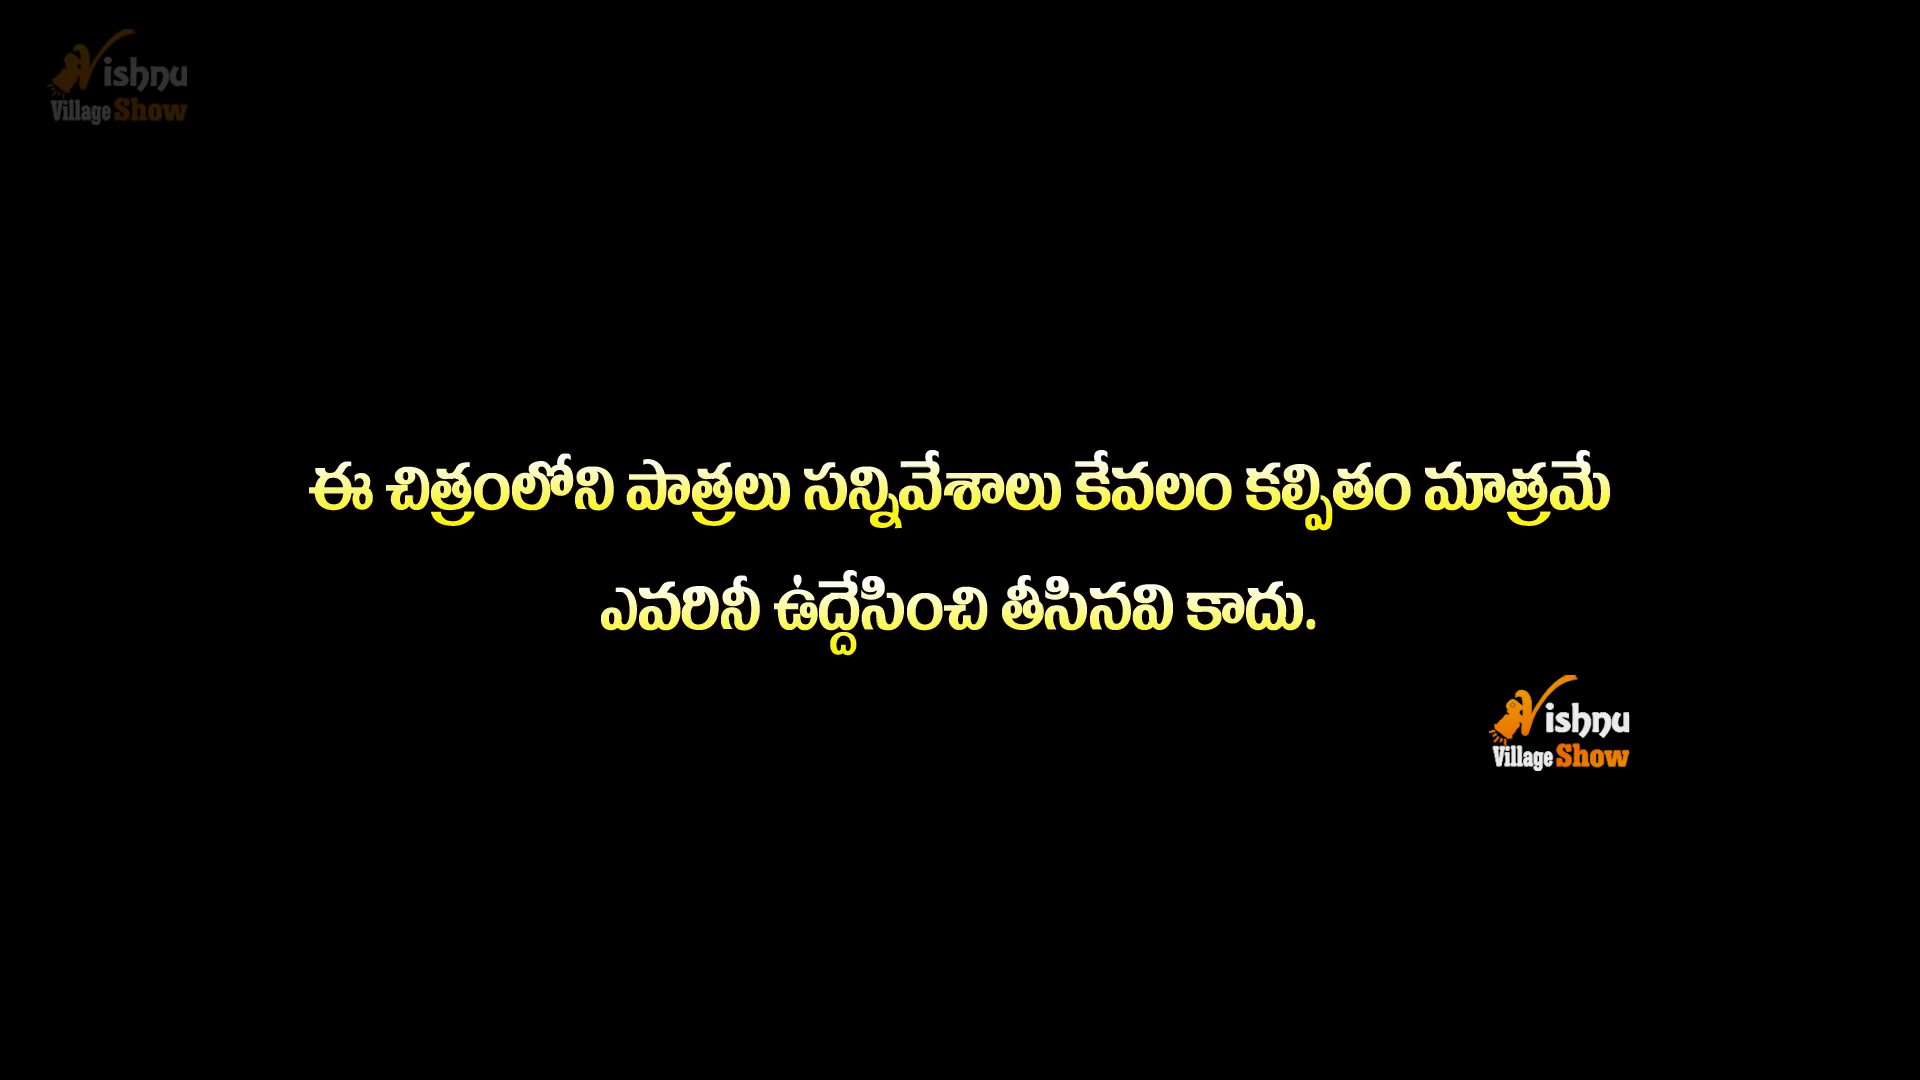 Vishnu
Village Show
ఈ చిత్రంలోని పాత్రలు సన్నివేశాలు కేవలం కల్పితం మాత్రమే
ఎవరినీ ఉద్దేసించి తీసినవి కాదు.
Vishnu
Village Show